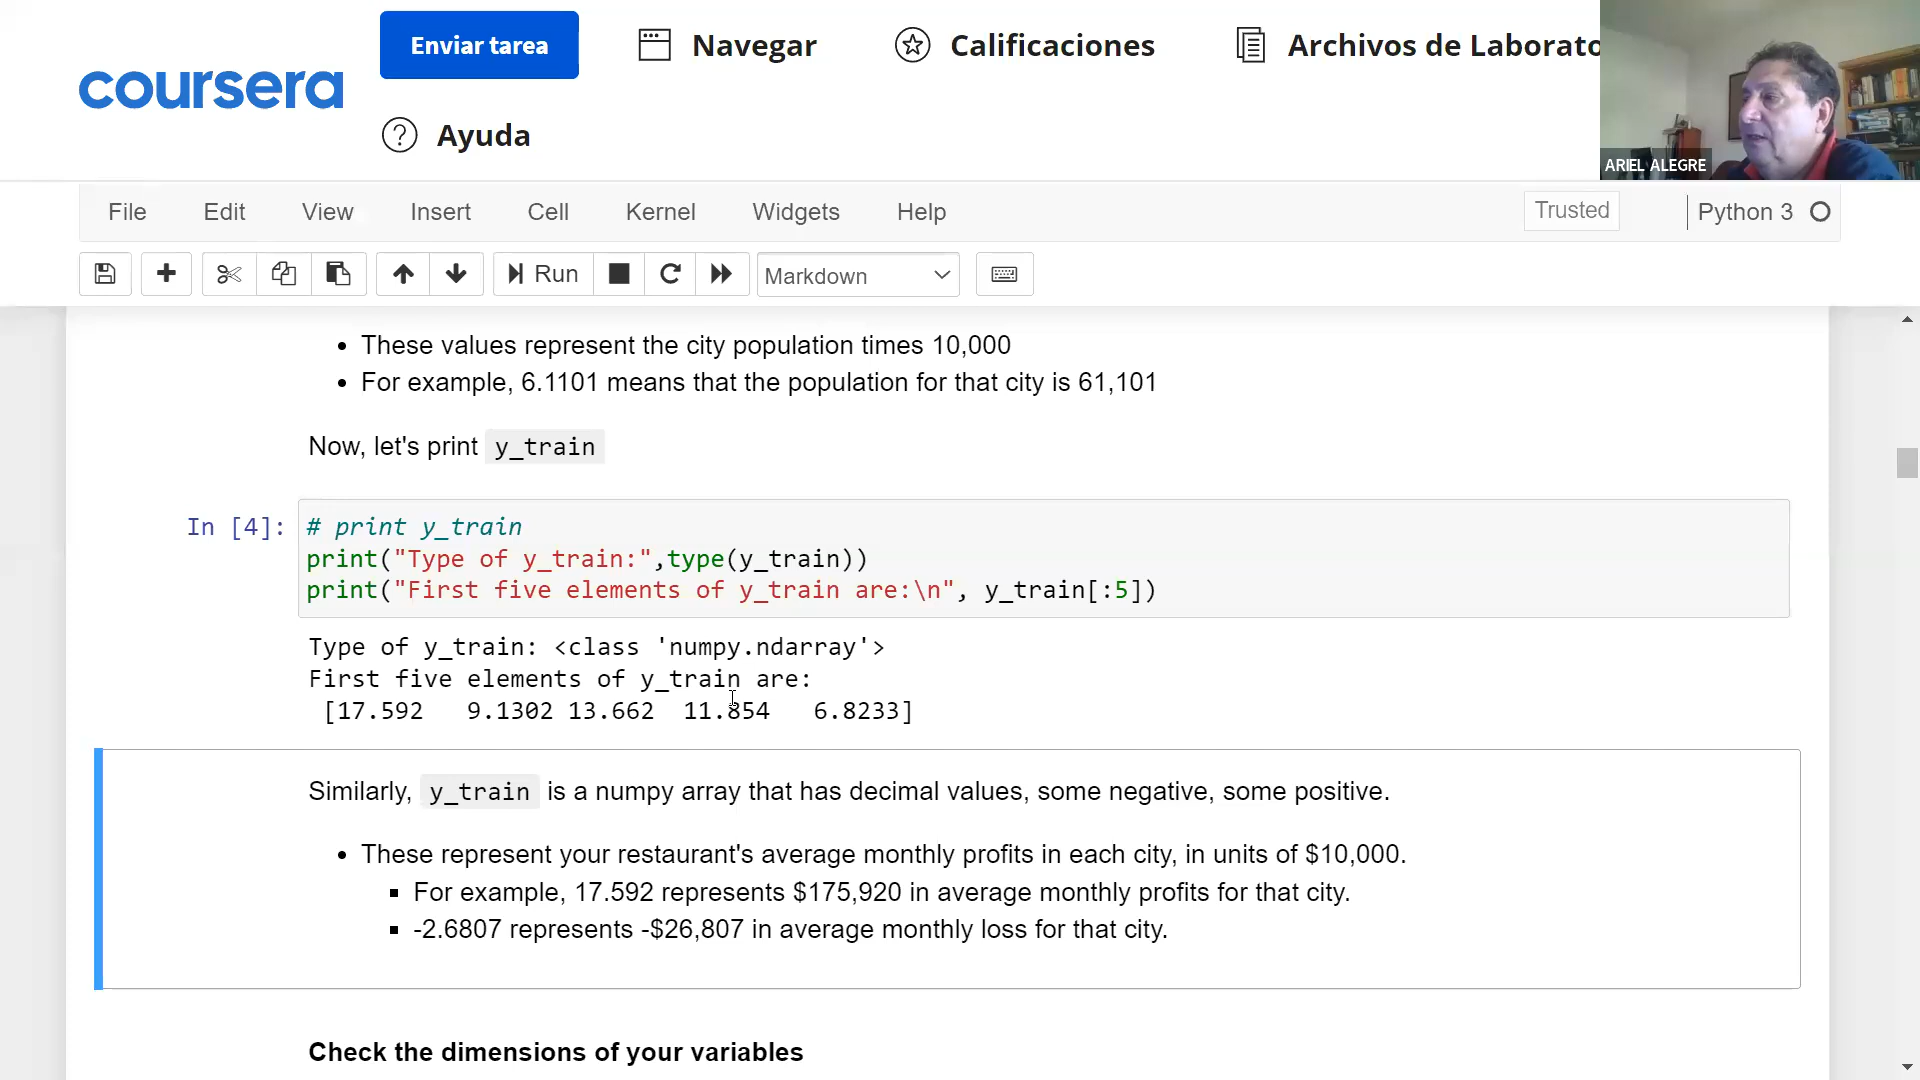 Enviar tarea
Navegar
Calificaciones
Archivos de Laborato
coursera
Ayuda
ARIEL ALEGRE
File Edit View Insert Cell Kernel Widgets Help Trusted Python 3
Run Markdown
• These values represent the city population times 10,000
• For example, 6.1101 means that the population for that city is 61,101
Now, let's print y_train
In [4]: # print y_train
print("Type of y_train:",type(y_train))
print("First five elements of y_train are:\n", y_train[:5])
Type of y_train: <class 'numpy.ndarray'>
First five elements of y_train are:
[17.592 9.1302 13.662 11.854 6.8233]
Similarly, y_train is a numpy array that has decimal values, some negative, some positive.
• These represent your restaurant's average monthly profits in each city, in units of $10,000.
▪ For example, 17.592 represents $175,920 in average monthly profits for that city.
▪ -2.6807 represents -$26,807 in average monthly loss for that city.
Check the dimensions of your variables